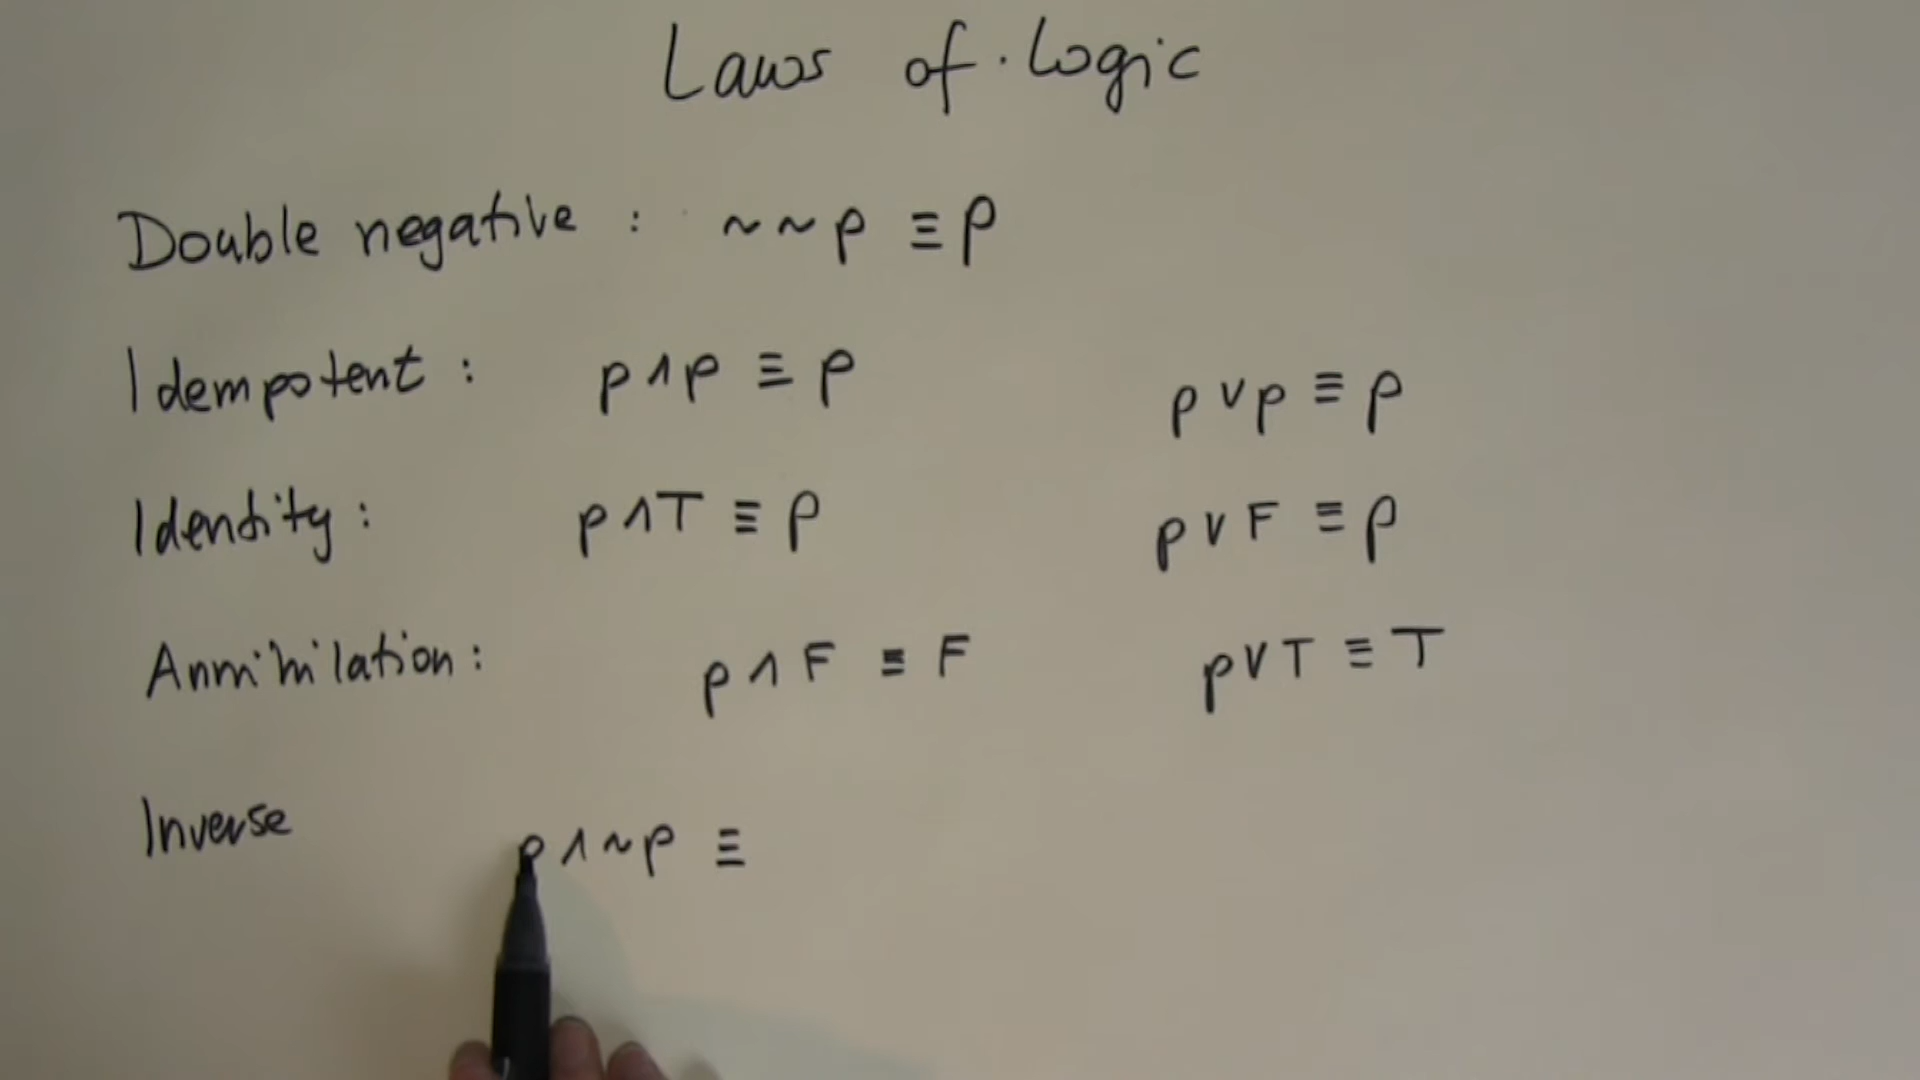 Laws of Logic
Double negative : ~~p ≡ p
Idempotent : p ∧ p ≡ p p ∨ p ≡ p
Identity : p ∧ T ≡ p p ∨ F ≡ p
Annihilation : p ∧ F ≡ F p ∨ T ≡ T
Inverse p ∧ ~p ≡